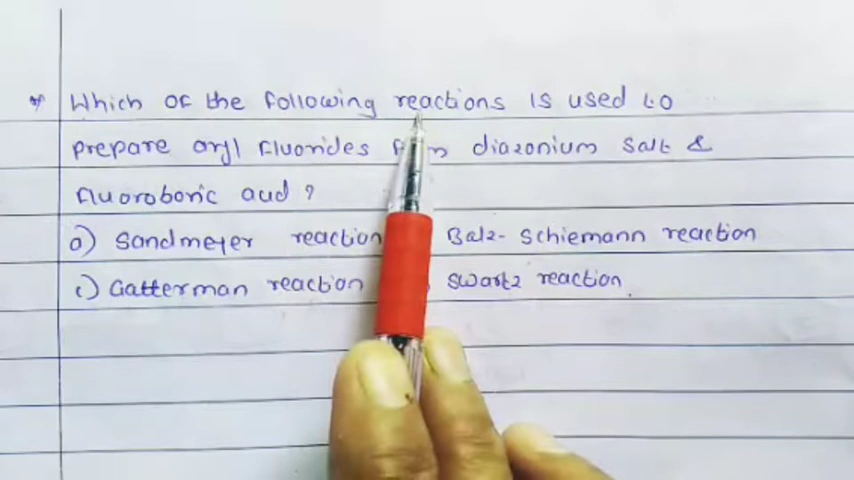 * Which of the following reactions is used to
prepare aryl fluorides diazonium salt &
fluoroboric acid ?
a) Sandmeyer reaction Balz- Schiemann reaction
c) Gatterman reaction Swartz reaction